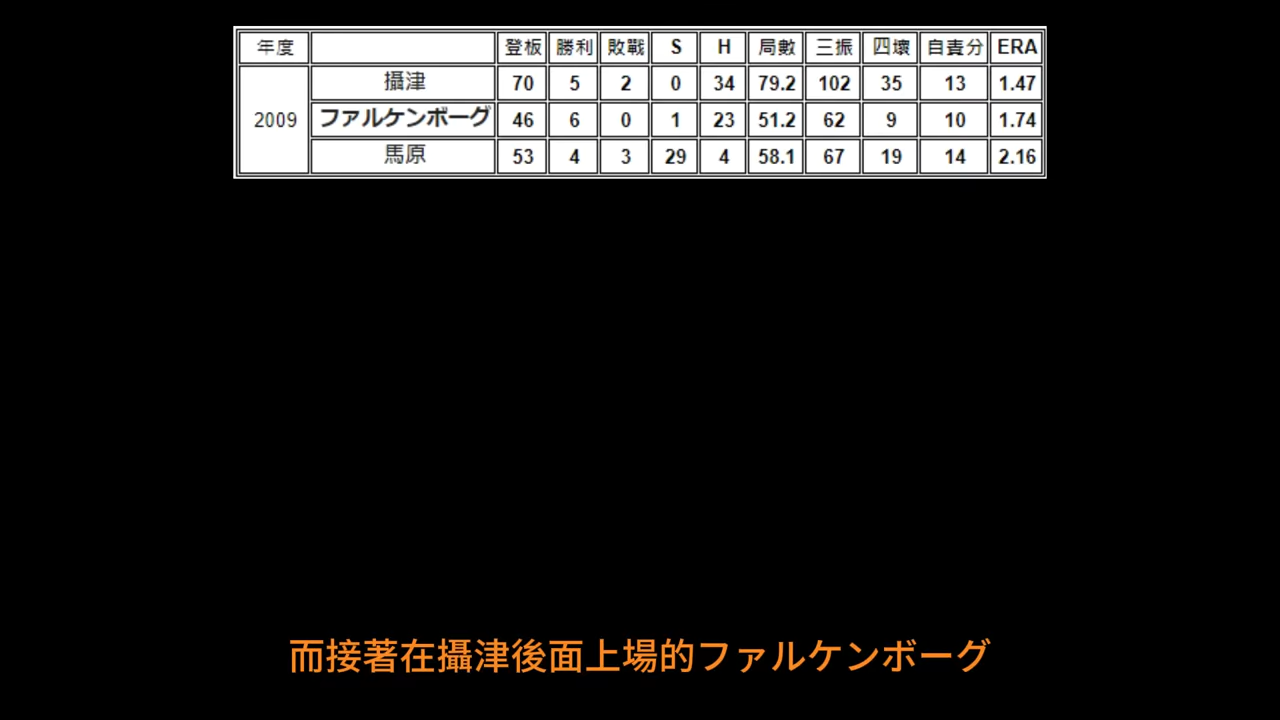 年度 登板 勝利 敗戰 S H 局數 三振 四壞 自責分 ERA
2009 攝津 70 5 2 0 34 79.2 102 35 13 1.47
ファルケンボーグ 46 6 0 1 23 51.2 62 9 10 1.74
馬原 53 4 3 29 4 58.1 67 19 14 2.16
而接著在攝津後面上場的ファルケンボーグ